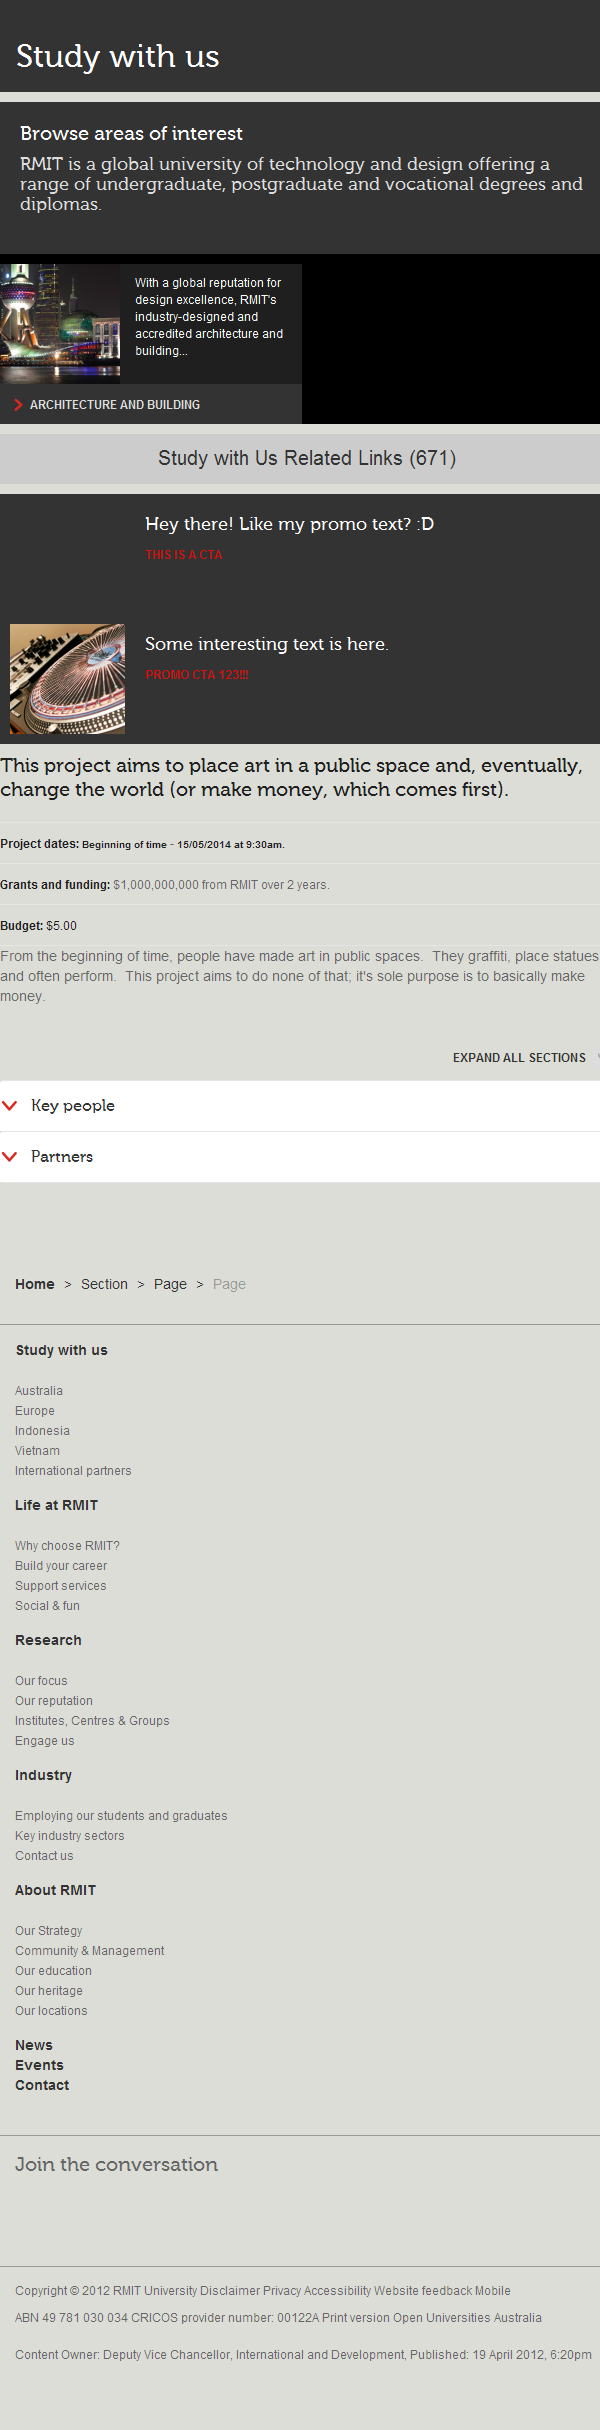 Study with us
Browse areas of interest
RMIT is a global university of technology and design offering a
range of undergraduate, postgraduate and vocational degrees and
diplomas.
With a global reputation for
design excellence, RMIT's
industry-designed and
accredited architecture and
building...
ARCHITECTURE AND BUILDING
Study with Us Related Links (671)
Hey there! Like my promo text? :D
THIS IS A CTA
Some interesting text is here.
PROMO CTA 123!!!
This project aims to place art in a public space and, eventually,
change the world (or make money, which comes first).
Project dates: Beginning of time - 15/05/2014 at 9:30am.
Grants and funding: $1,000,000,000 from RMIT over 2 years.
Budget: $5.00
From the beginning of time, people have made art in public spaces.  They graffiti, place statues
and often perform.  This project aims to do none of that; it's sole purpose is to basically make
money.
EXPAND ALL SECTIONS
Key people
Partners
Home > Section > Page > Page
Study with us
Australia
Europe
Indonesia
Vietnam
International partners
Life at RMIT
Why choose RMIT?
Build your career
Support services
Social & fun
Research
Our focus
Our reputation
Institutes, Centres & Groups
Engage us
Industry
Employing our students and graduates
Key industry sectors
Contact us
About RMIT
Our Strategy
Community & Management
Our education
Our heritage
Our locations
News
Events
Contact
Join the conversation
Copyright © 2012 RMIT University Disclaimer Privacy Accessibility Website feedback Mobile
ABN 49 781 030 034 CRICOS provider number: 00122A Print version Open Universities Australia
Content Owner: Deputy Vice Chancellor, International and Development, Published: 19 April 2012, 6:20pm